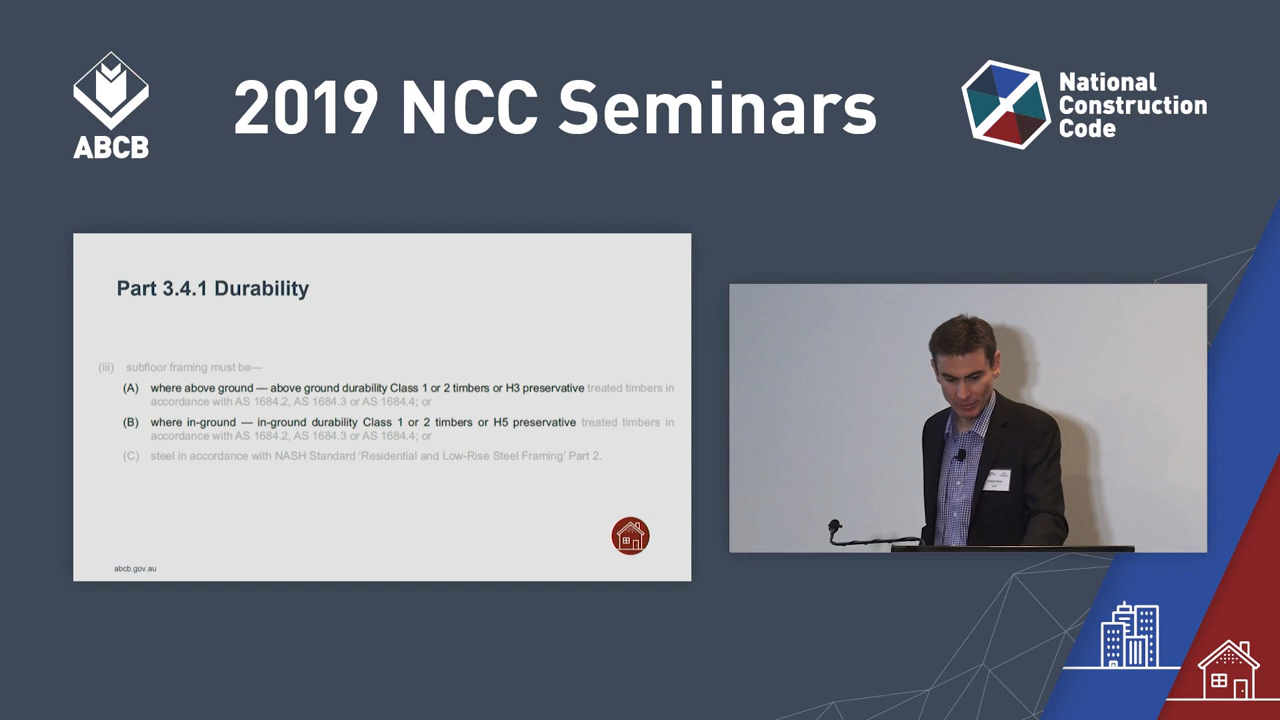 ABCB
2019 NCC Seminars
National
Construction
Code
Part 3.4.1 Durability
(iii) subfloor framing must be—
(A) where above ground — above ground durability Class 1 or 2 timbers or H3 preservative treated timbers in
accordance with AS 1684.2, AS 1684.3 or AS 1684.4; or
(B) where in-ground — in-ground durability Class 1 or 2 timbers or H5 preservative treated timbers in
accordance with AS 1684.2, AS 1684.3 or AS 1684.4; or
(C) steel in accordance with NASH Standard ‘Residential and Low-Rise Steel Framing’ Part 2.
abcb.gov.au